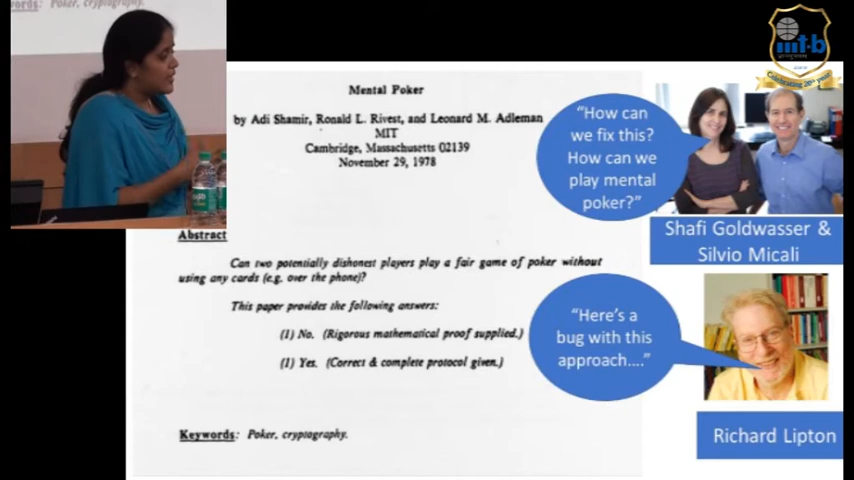 words: Poker, cryptography.
iiit-b
Celebrating 20th year
Mental Poker
by Adi Shamir, Ronald L. Rivest, and Leonard M. Adleman
MIT
Cambridge, Massachusetts 02139
November 29, 1978
Abstract
Can two potentially dishonest players play a fair game of poker without
using any cards (e.g. over the phone)?
This paper provides the following answers:
(1) No. (Rigorous mathematical proof supplied.)
(1) Yes. (Correct & complete protocol given.)
Keywords: Poker, cryptography.
"How can
we fix this?
How can we
play mental
poker?"
Shafi Goldwasser &
Silvio Micali
"Here's a
bug with this
approach...."
Richard Lipton